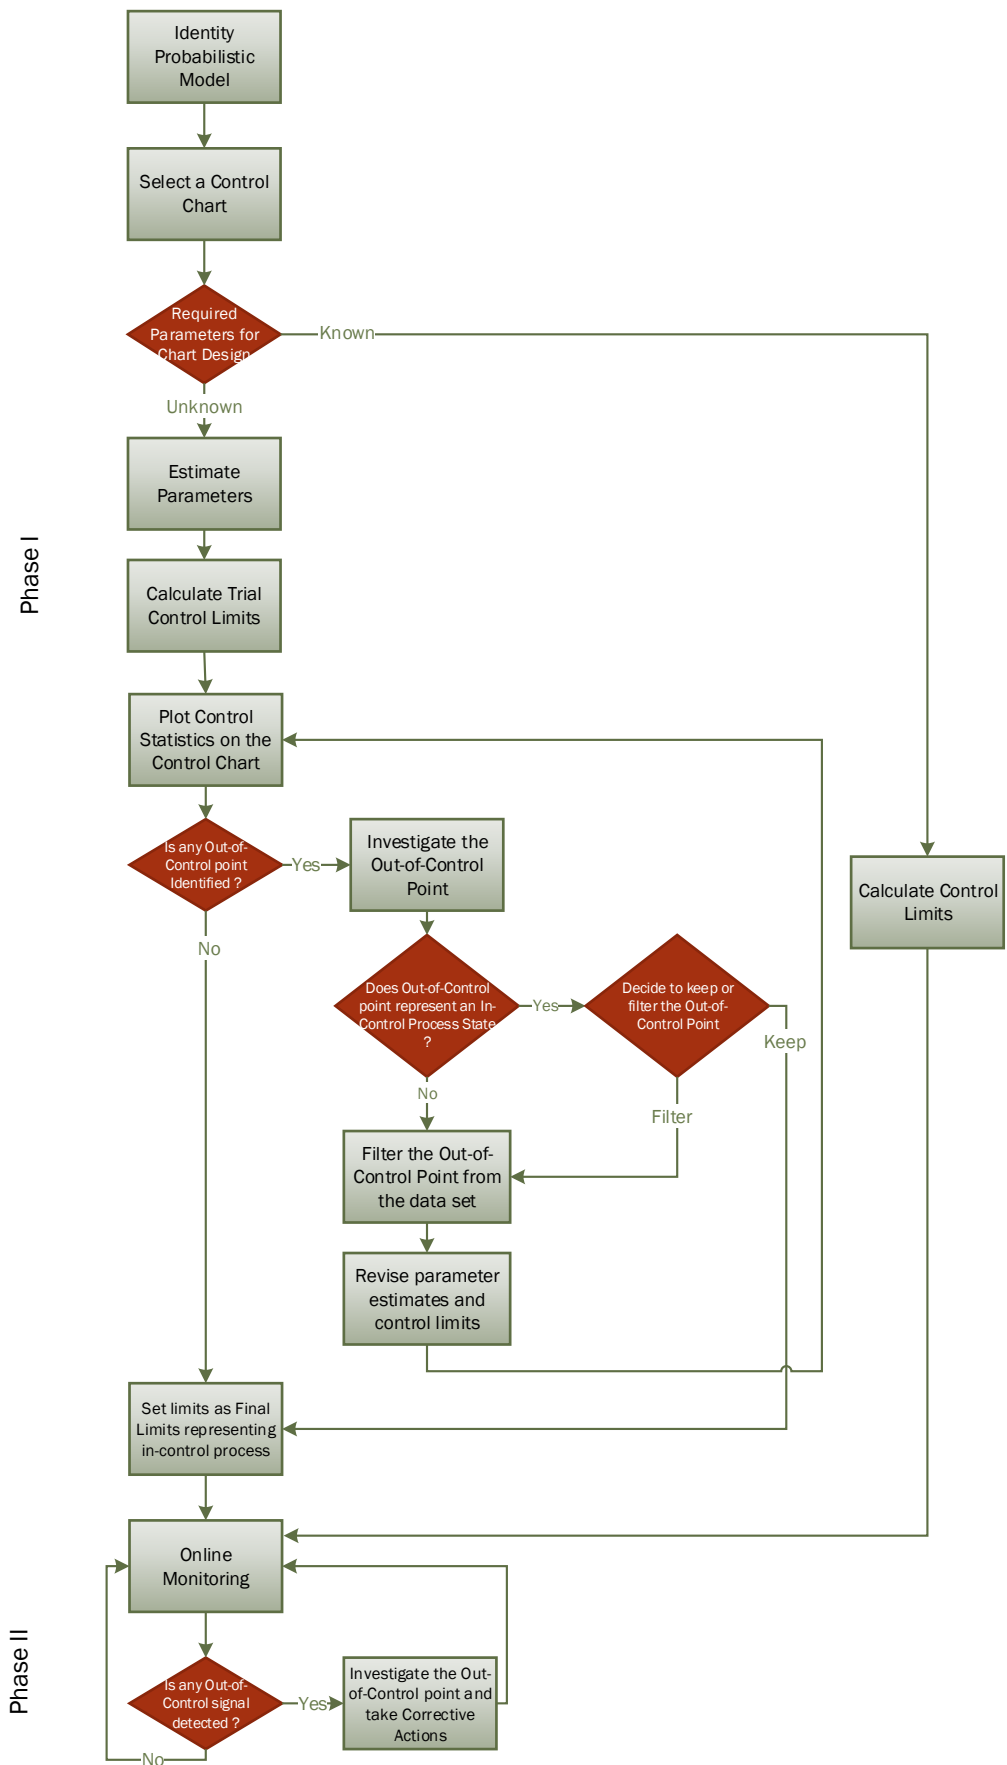 Identity
Probabilistic
Model
Select a Control
Chart
Required
Parameters for
Chart Design
Known
Unknown
Estimate
Parameters
Phase I
Calculate Trial
Control Limits
Plot Control
Statistics on the
Control Chart
Is any Out-of-
Control point
Identified ?
Yes
Investigate the
Out-of-Control
Point
Calculate Control
Limits
No
Does Out-of-Control
point represent an In-
Control Process State
?
Yes
Decide to keep or
filter the Out-of-
Control Point
Keep
No
Filter
Filter the Out-of-
Control Point from
the data set
Revise parameter
estimates and
control limits
Set limits as Final
Limits representing
in-control process
Online
Monitoring
Phase II
Is any Out-of-
Control signal
detected ?
Yes
Investigate the Out-
of-Control point and
take Corrective
Actions
No